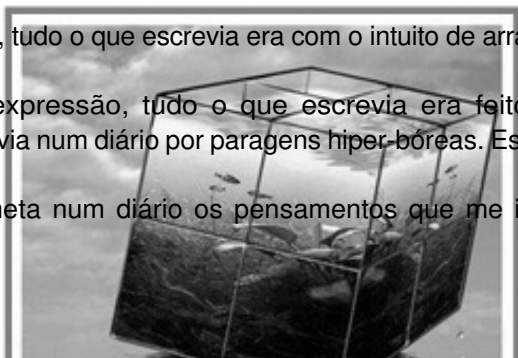 , tudo o que escrevia era com o intuito de arra
expressão, tudo o que escrevia era feito
via num diário por paragens hiper-bóreas. Es
neta num diário os pensamentos que me i